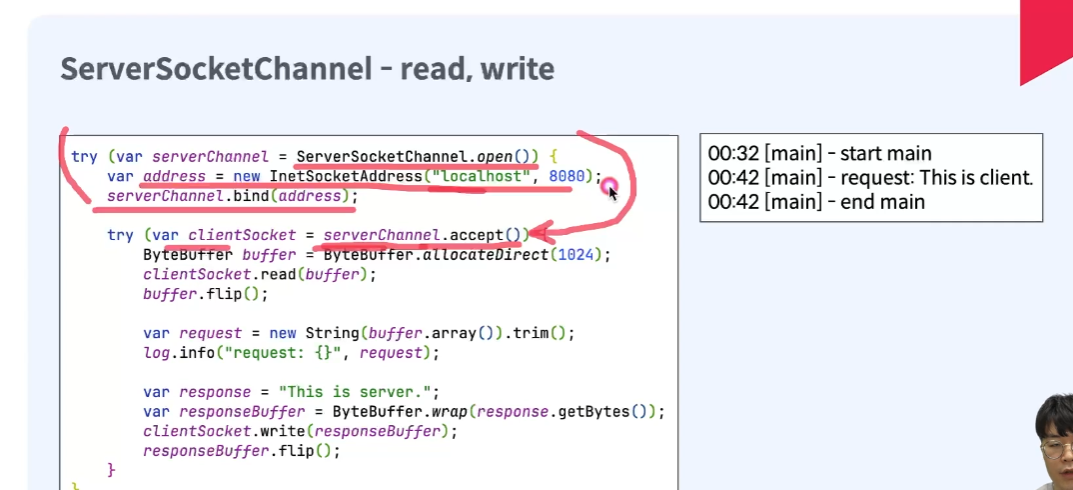 ServerSocketChannel - read, write
try (var serverChannel = ServerSocketChannel.open()) {
var address = new InetSocketAddress("localhost", 8080);
serverChannel.bind(address);
try (var clientSocket = serverChannel.accept()) {
ByteBuffer buffer = ByteBuffer.allocateDirect(1024);
clientSocket.read(buffer);
buffer.flip();
var request = new String(buffer.array()).trim();
log.info("request: {}", request);
var response = "This is server.";
var responseBuffer = ByteBuffer.wrap(response.getBytes());
clientSocket.write(responseBuffer);
responseBuffer.flip();
}
}
00:32 [main] - start main
00:42 [main] - request: This is client.
00:42 [main] - end main